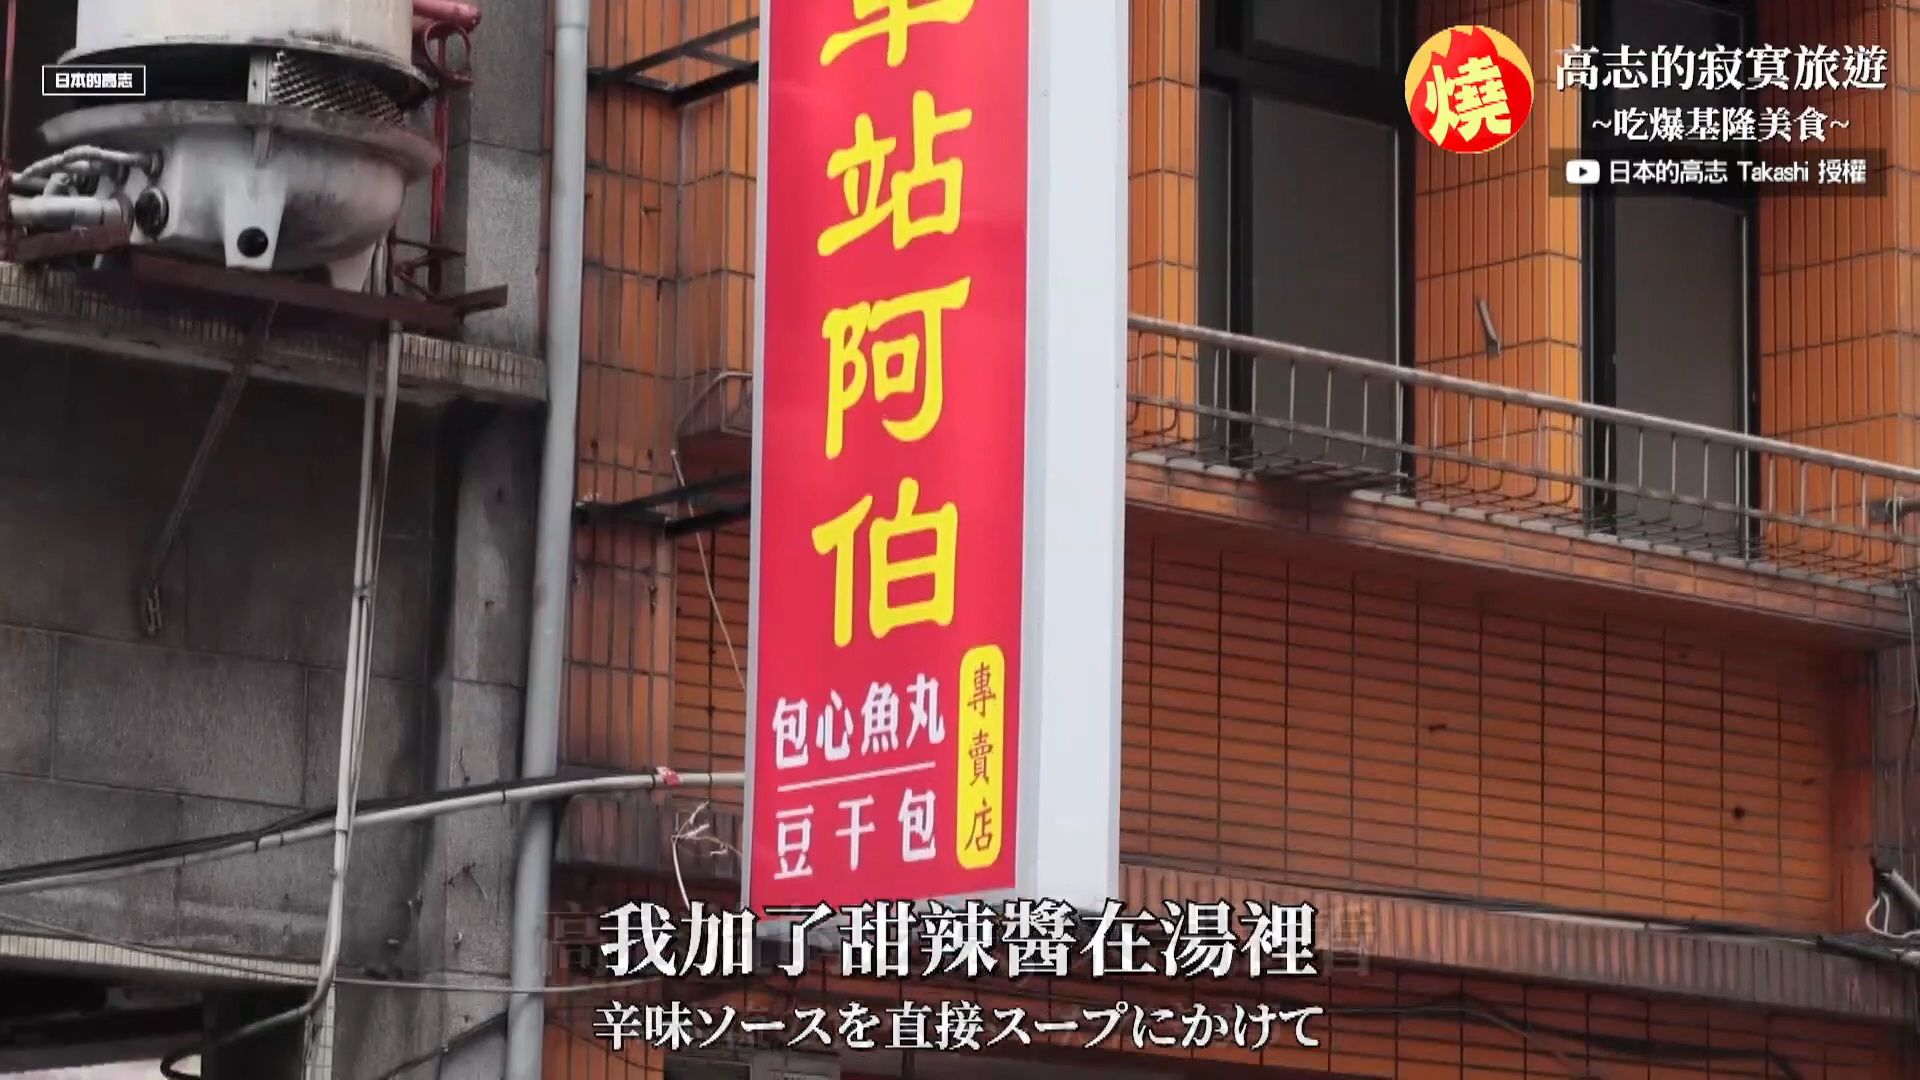 日本的高志
燒
高志的寂寞旅遊
~吃爆基隆美食~
日本的高志 Takashi 授權
車站阿伯
包心魚丸
豆干包
專賣店
我加了甜辣醬在湯裡
辛味ソースを直接スープにかけて